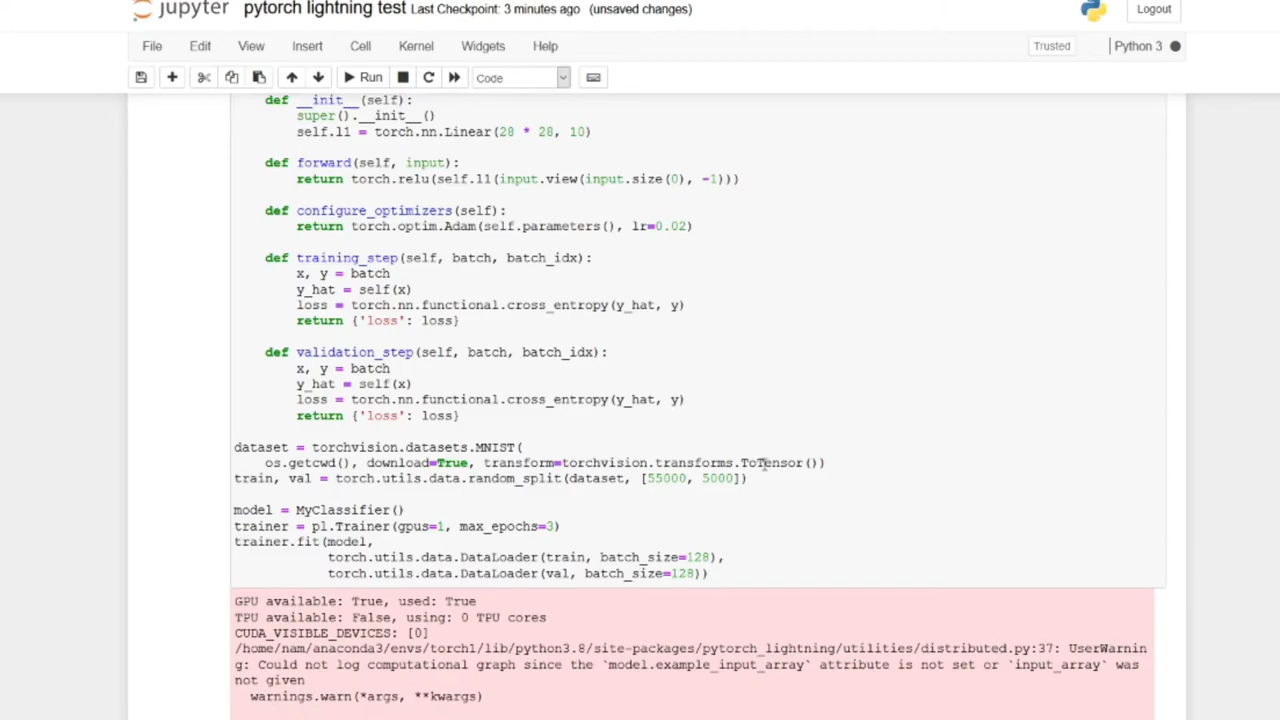 jupyter pytorch lightning test Last Checkpoint: 3 minutes ago (unsaved changes) Logout
File Edit View Insert Cell Kernel Widgets Help Trusted Python 3
Run Code
def __init__(self):
super().__init__()
self.l1 = torch.nn.Linear(28 * 28, 10)
def forward(self, input):
return torch.relu(self.l1(input.view(input.size(0), -1)))
def configure_optimizers(self):
return torch.optim.Adam(self.parameters(), lr=0.02)
def training_step(self, batch, batch_idx):
x, y = batch
y_hat = self(x)
loss = torch.nn.functional.cross_entropy(y_hat, y)
return {'loss': loss}
def validation_step(self, batch, batch_idx):
x, y = batch
y_hat = self(x)
loss = torch.nn.functional.cross_entropy(y_hat, y)
return {'loss': loss}
dataset = torchvision.datasets.MNIST(
os.getcwd(), download=True, transform=torchvision.transforms.ToTensor())
train, val = torch.utils.data.random_split(dataset, [55000, 5000])
model = MyClassifier()
trainer = pl.Trainer(gpus=1, max_epochs=3)
trainer.fit(model,
torch.utils.data.DataLoader(train, batch_size=128),
torch.utils.data.DataLoader(val, batch_size=128))
GPU available: True, used: True
TPU available: False, using: 0 TPU cores
CUDA_VISIBLE_DEVICES: [0]
/home/nam/anaconda3/envs/torch1/lib/python3.8/site-packages/pytorch_lightning/utilities/distributed.py:37: UserWarnin
g: Could not log computational graph since the `model.example_input_array` attribute is not set or `input_array` was
not given
warnings.warn(*args, **kwargs)